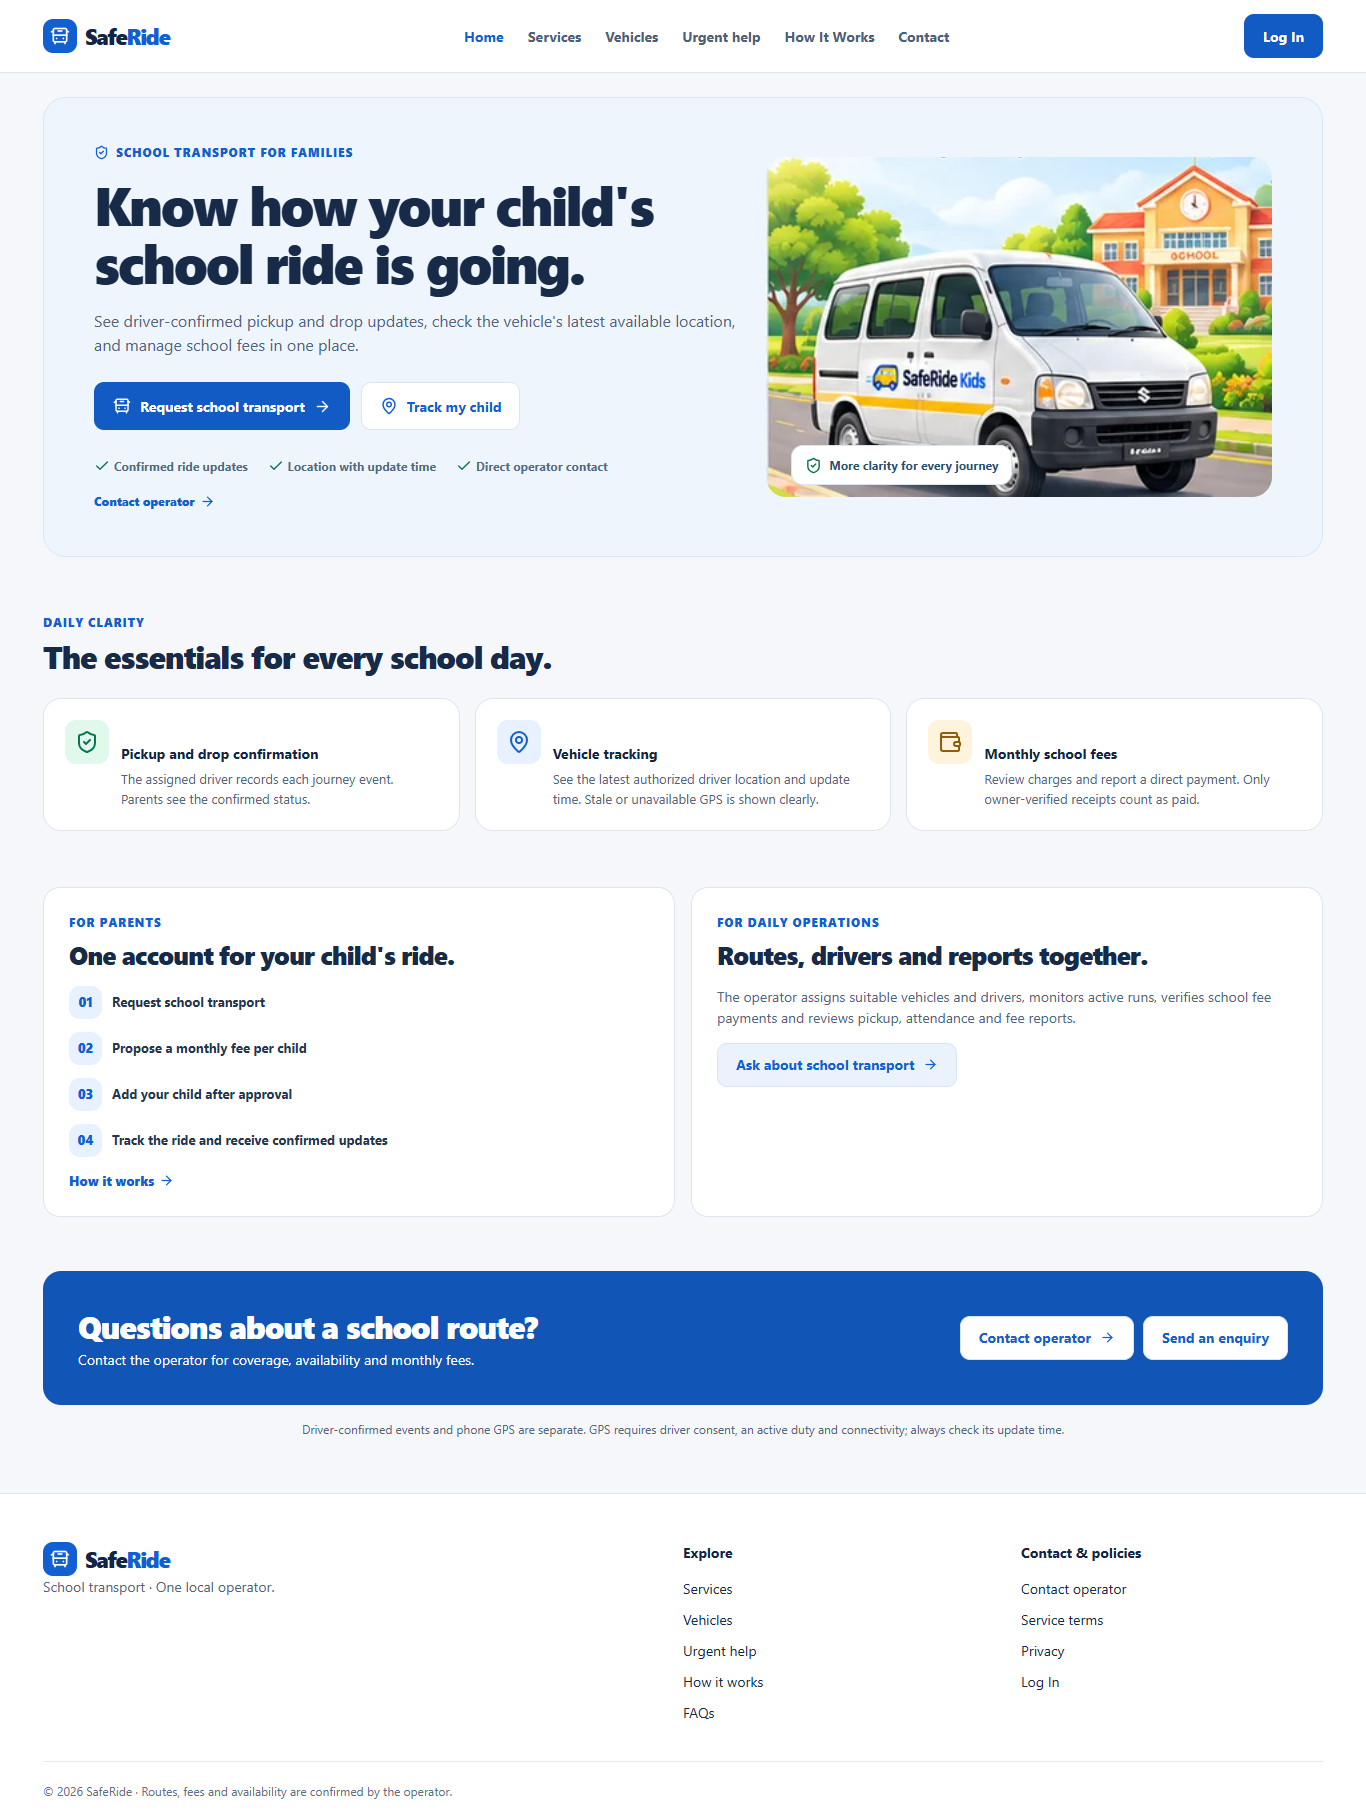 SafeRide
Home Services Vehicles Urgent help How It Works Contact
Log In
SCHOOL TRANSPORT FOR FAMILIES
Know how your child's
school ride is going.
See driver-confirmed pickup and drop updates, check the vehicle's latest available location,
and manage school fees in one place.
Request school transport
Track my child
Confirmed ride updates
Location with update time
Direct operator contact
Contact operator
SCHOOL
SafeRide Kids
More clarity for every journey
DAILY CLARITY
The essentials for every school day.
Pickup and drop confirmation
The assigned driver records each journey event.
Parents see the confirmed status.
Vehicle tracking
See the latest authorized driver location and update
time. Stale or unavailable GPS is shown clearly.
Monthly school fees
Review charges and report a direct payment. Only
owner-verified receipts count as paid.
FOR PARENTS
One account for your child's ride.
01 Request school transport
02 Propose a monthly fee per child
03 Add your child after approval
04 Track the ride and receive confirmed updates
How it works
FOR DAILY OPERATIONS
Routes, drivers and reports together.
The operator assigns suitable vehicles and drivers, monitors active runs, verifies school fee
payments and reviews pickup, attendance and fee reports.
Ask about school transport
Questions about a school route?
Contact the operator for coverage, availability and monthly fees.
Contact operator
Send an enquiry
Driver-confirmed events and phone GPS are separate. GPS requires driver consent, an active duty and connectivity; always check its update time.
SafeRide
School transport · One local operator.
Explore
Services
Vehicles
Urgent help
How it works
FAQs
Contact & policies
Contact operator
Service terms
Privacy
Log In
© 2026 SafeRide · Routes, fees and availability are confirmed by the operator.